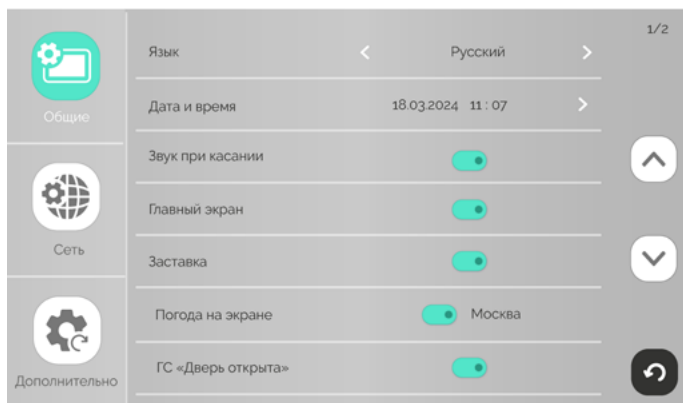 1/2
Общие
Сеть
Дополнительно
Язык Русский
Дата и время 18.03.2024 11 : 07
Звук при касании
Главный экран
Заставка
Погода на экране Москва
ГС «Дверь открыта»